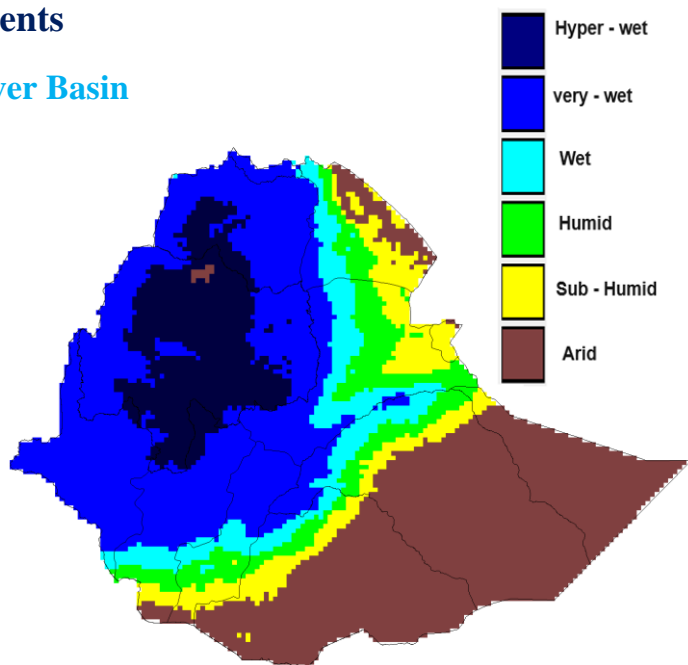 ents
ver Basin
Hyper - wet
very - wet
Wet
Humid
Sub - Humid
Arid